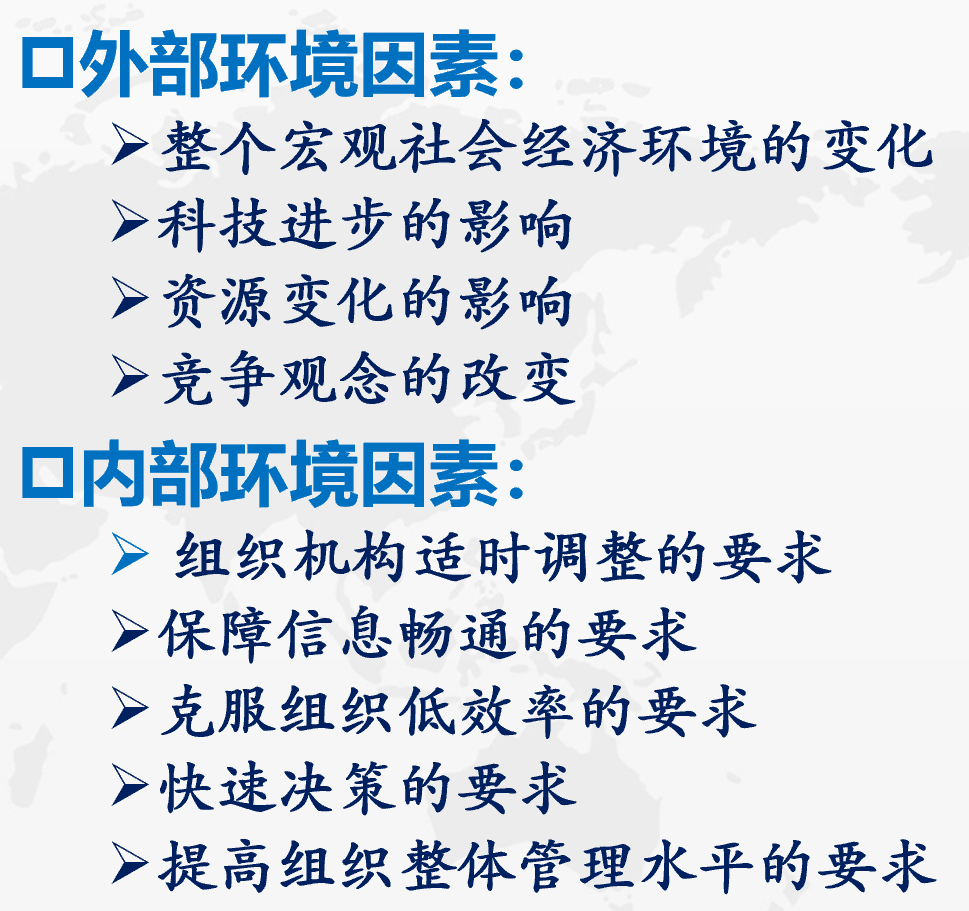 外部环境因素：
整个宏观社会经济环境的变化
科技进步的影响
资源变化的影响
竞争观念的改变
内部环境因素：
组织机构适时调整的要求
保障信息畅通的要求
克服组织低效率的要求
快速决策的要求
提高组织整体管理水平的要求